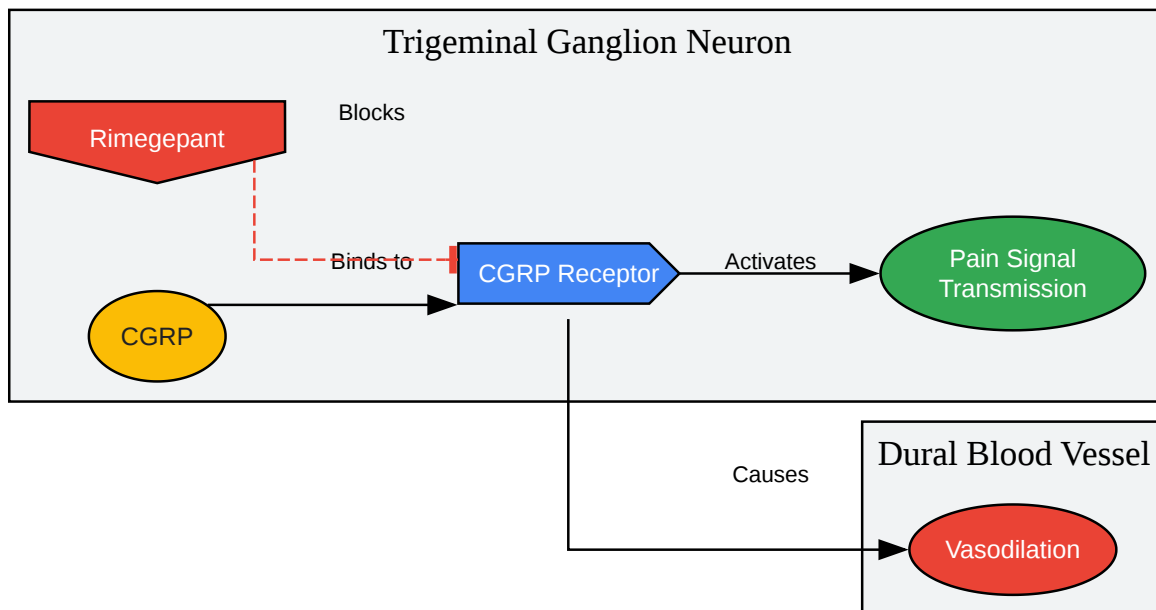 Trigeminal Ganglion Neuron
Blocks
Rimegepant
Binds to
CGRP Receptor
Activates
Pain Signal
Transmission
CGRP
Dural Blood Vessel
Causes
Vasodilation